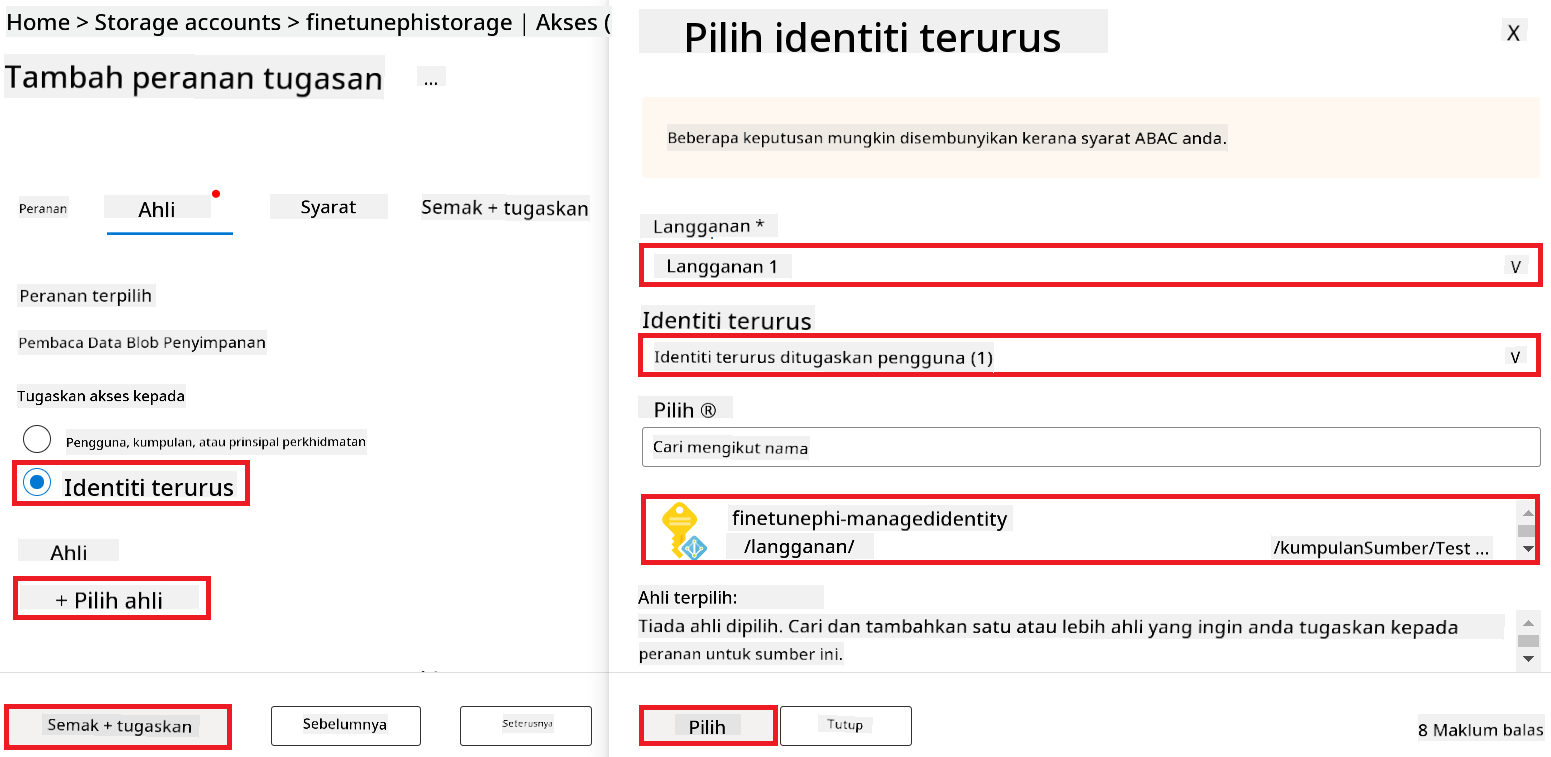 Home > Storage accounts > finetunephistorage | Akses (
Tambah peranan tugasan ...
Peranan Ahli Syarat Semak + tugaskan
Peranan terpilih
Pembaca Data Blob Penyimpanan
Tugaskan akses kepada
Pengguna, kumpulan, atau prinsipal perkhidmatan
Identiti terurus
Ahli
+ Pilih ahli
Semak + tugaskan Sebelumnya Seterusnya
Pilih identiti terurus X
Beberapa keputusan mungkin disembunyikan kerana syarat ABAC anda.
Langganan *
Langganan 1 V
Identiti terurus
Identiti terurus ditugaskan pengguna (1) V
Pilih ®
Cari mengikut nama
finetunephi-managedidentity
/langganan/ /kumpulanSumber/Test ...
Ahli terpilih:
Tiada ahli dipilih. Cari dan tambahkan satu atau lebih ahli yang ingin anda tugaskan kepada
peranan untuk sumber ini.
Pilih Tutup 8 Maklum balas